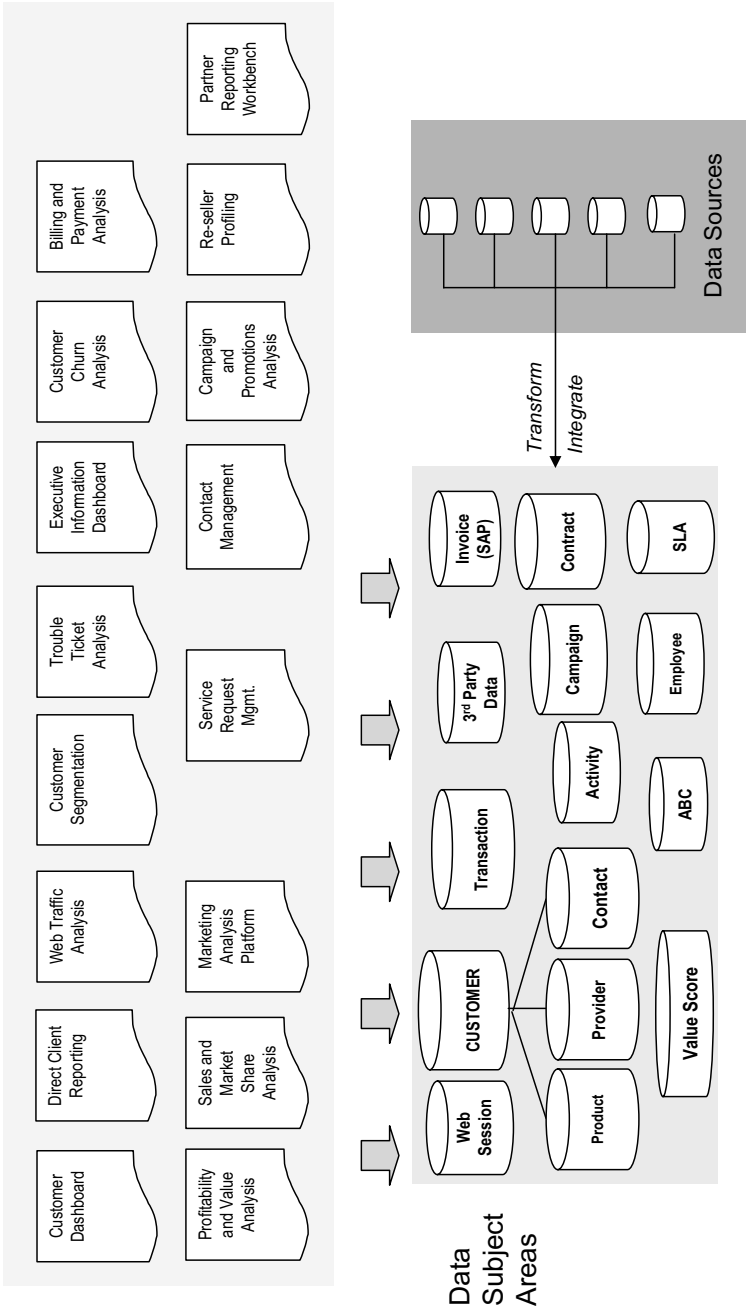 Customer
Dashboard
Direct Client
Reporting
Web Traffic
Analysis
Customer
Segmentation
Trouble
Ticket
Analysis
Executive
Information
Dashboard
Customer
Churn
Analysis
Billing and
Payment
Analysis
Profitability
and Value
Analysis
Sales and
Market
Share
Analysis
Marketing
Analysis
Platform
Service
Request
Mgmt.
Contact
Management
Campaign
and
Promotions
Analysis
Re-seller
Profiling
Partner
Reporting
Workbench
Data
Subject
Areas
Web
Session
CUSTOMER
Transaction
3rd Party
Data
Invoice
(SAP)
Product
Provider
Contact
Activity
Campaign
Contract
Value Score
ABC
Employee
SLA
Transform
Integrate
Data Sources